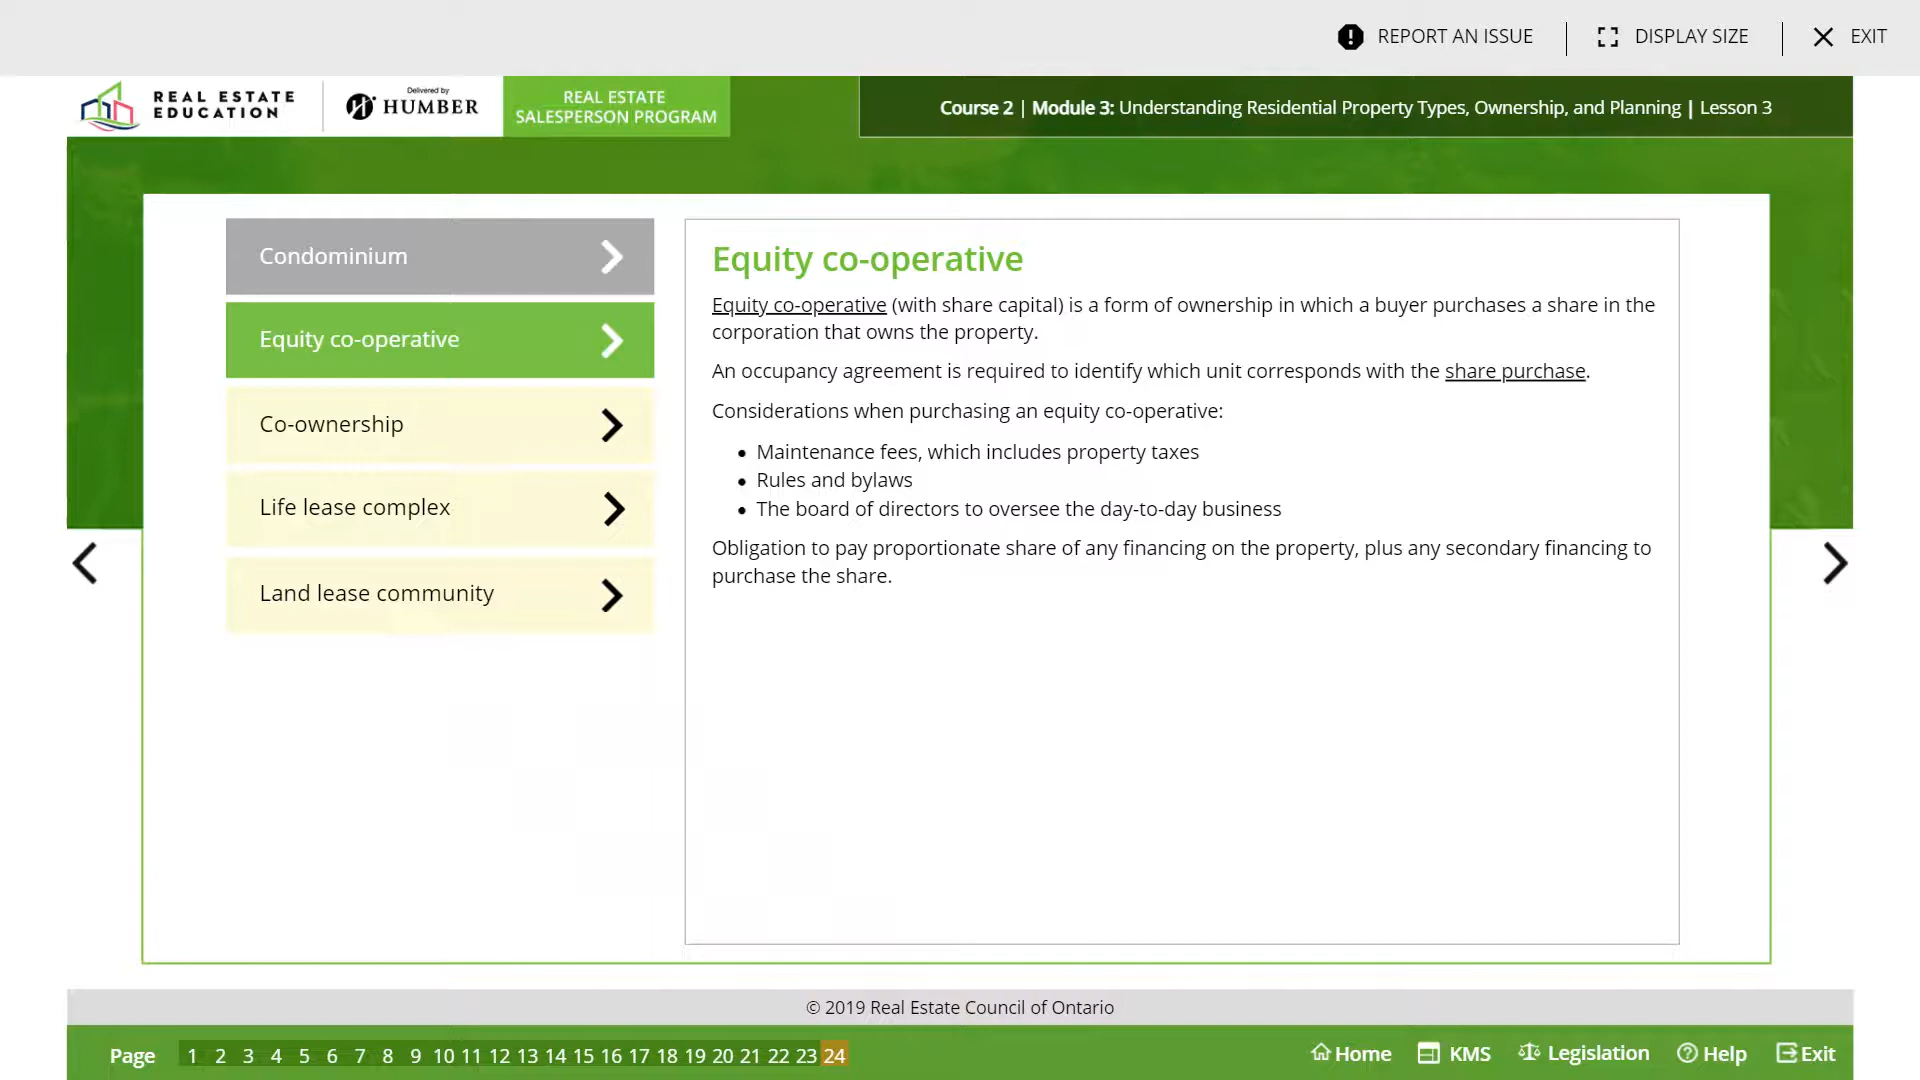 REPORT AN ISSUE
DISPLAY SIZE
EXIT
REAL ESTATE
EDUCATION
Delivered by
HUMBER
REAL ESTATE
SALESPERSON PROGRAM
Course 2 | Module 3: Understanding Residential Property Types, Ownership, and Planning | Lesson 3
Condominium
Equity co-operative
Co-ownership
Life lease complex
Land lease community
Equity co-operative
Equity co-operative (with share capital) is a form of ownership in which a buyer purchases a share in the
corporation that owns the property.
An occupancy agreement is required to identify which unit corresponds with the share purchase.
Considerations when purchasing an equity co-operative:
• Maintenance fees, which includes property taxes
• Rules and bylaws
• The board of directors to oversee the day-to-day business
Obligation to pay proportionate share of any financing on the property, plus any secondary financing to
purchase the share.
© 2019 Real Estate Council of Ontario
Page 1 2 3 4 5 6 7 8 9 10 11 12 13 14 15 16 17 18 19 20 21 22 23 24
Home KMS Legislation Help Exit